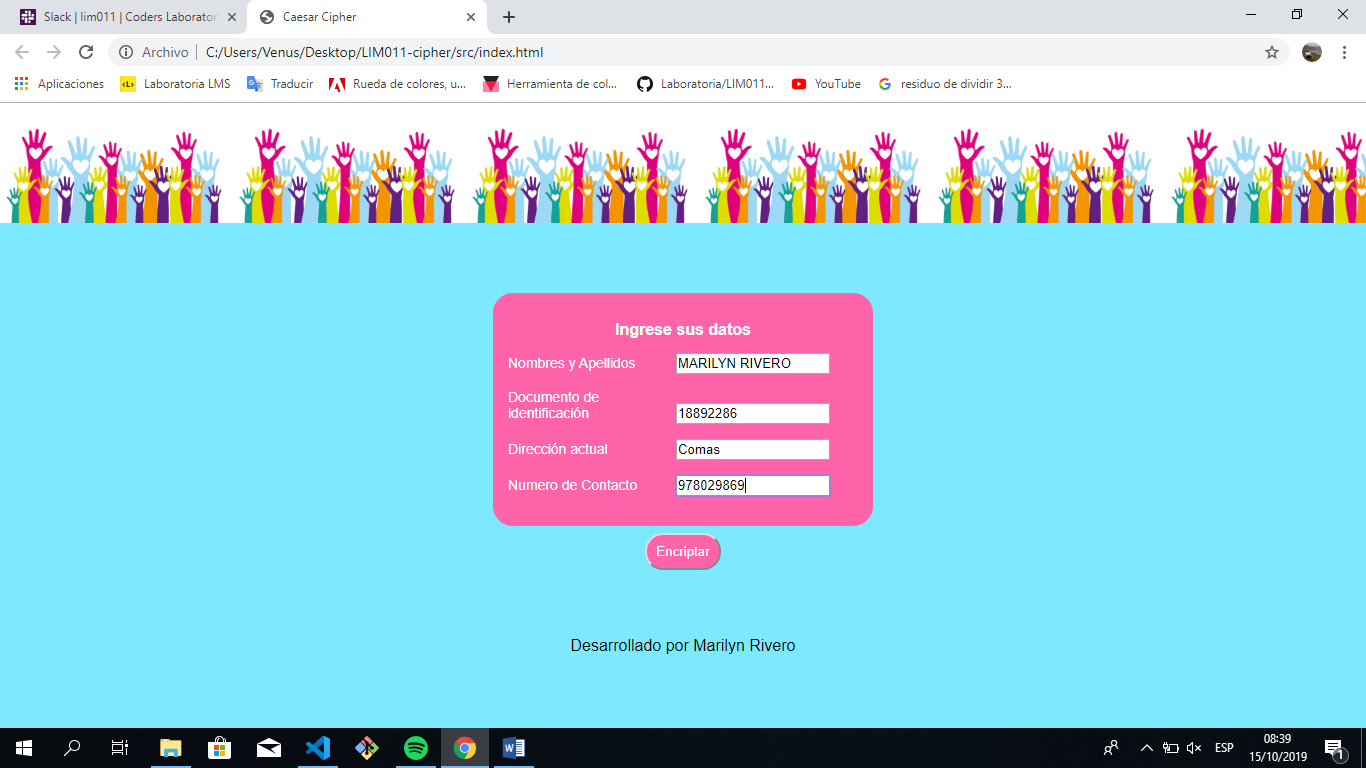 Slack | lim011 | Coders Laborator
Caesar Cipher
Archivo
C:/Users/Venus/Desktop/LIM011-cipher/src/index.html
Aplicaciones
<L>
Laboratoria LMS
Traducir
Rueda de colores, u...
Herramienta de col...
Laboratoria/LIM011...
YouTube
residuo de dividir 3...
Ingrese sus datos
Nombres y Apellidos
MARILYN RIVERO
Documento de
identificación
18892286
Dirección actual
Comas
Numero de Contacto
978029869
Encriptar
Desarrollado por Marilyn Rivero
ESP
08:39
15/10/2019
1